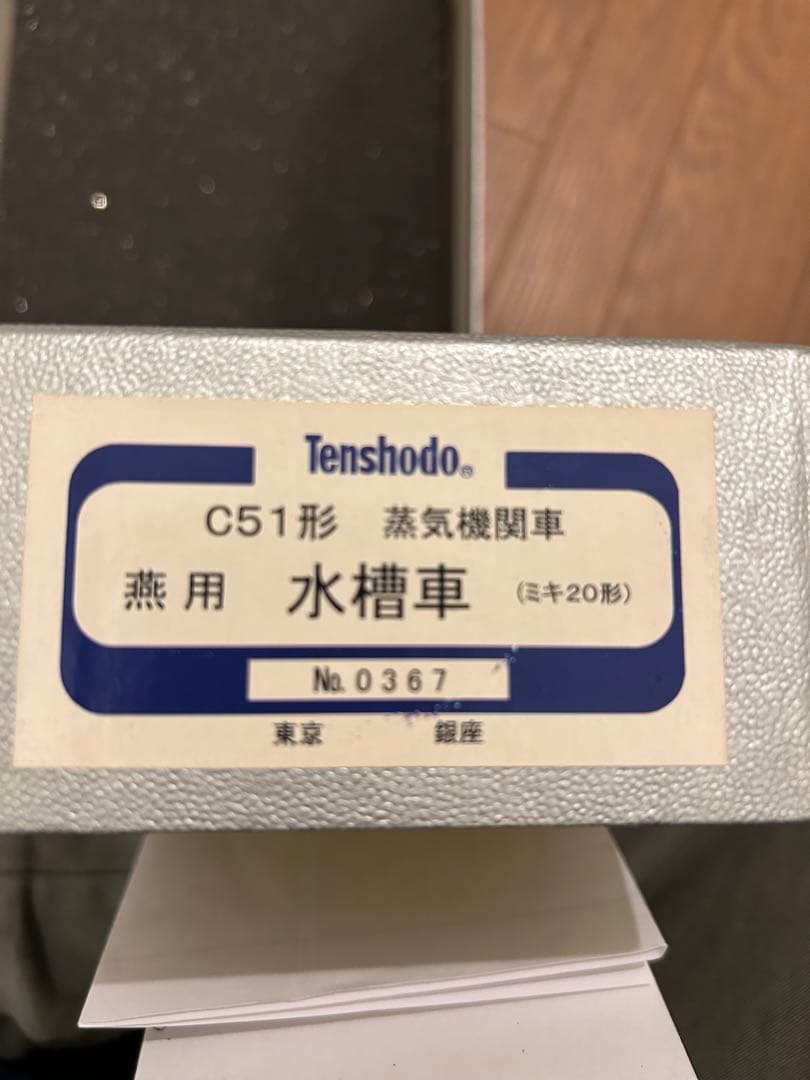 Tenshodo®
C51形 蒸気機関車
燕用 水槽車 (ミキ20形)
No.0367
東京 銀座